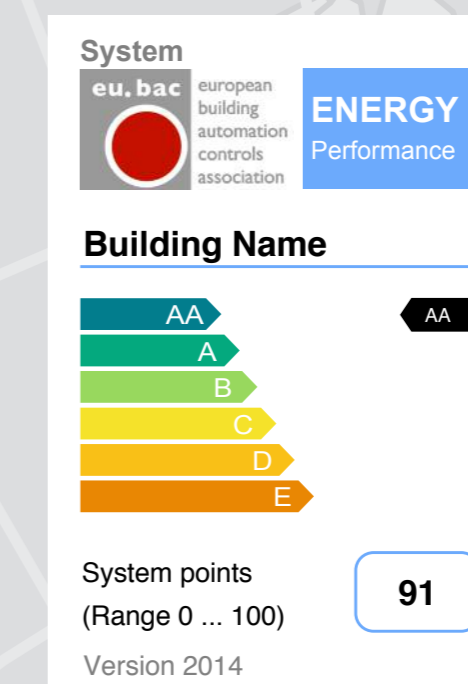 System
eu.bac
european
building
automation
controls
association
ENERGY
Performance
Building Name
AA
AA
A
B
C
D
E
System points
(Range 0 ... 100)
91
Version 2014